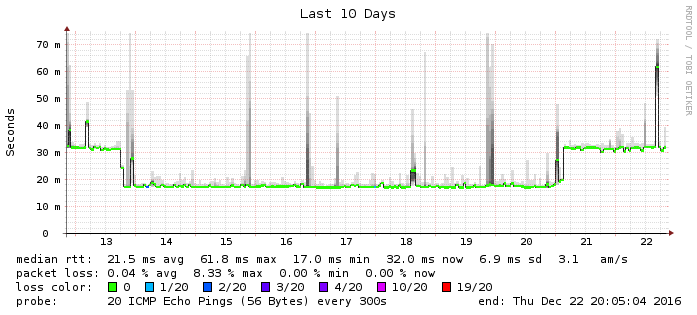 Last 10 Days
RRDTOOL / TOBI OETIKER
Seconds
70 m
60 m
50 m
40 m
30 m
20 m
10 m
0
13 14 15 16 17 18 19 20 21 22
median rtt: 21.5 ms avg 61.8 ms max 17.0 ms min 32.0 ms now 6.9 ms sd 3.1 am/s
packet loss: 0.04 % avg 8.33 % max 0.00 % min 0.00 % now
loss color: 0 1/20 2/20 3/20 4/20 10/20 19/20
probe: 20 ICMP Echo Pings (56 Bytes) every 300s end: Thu Dec 22 20:05:04 2016